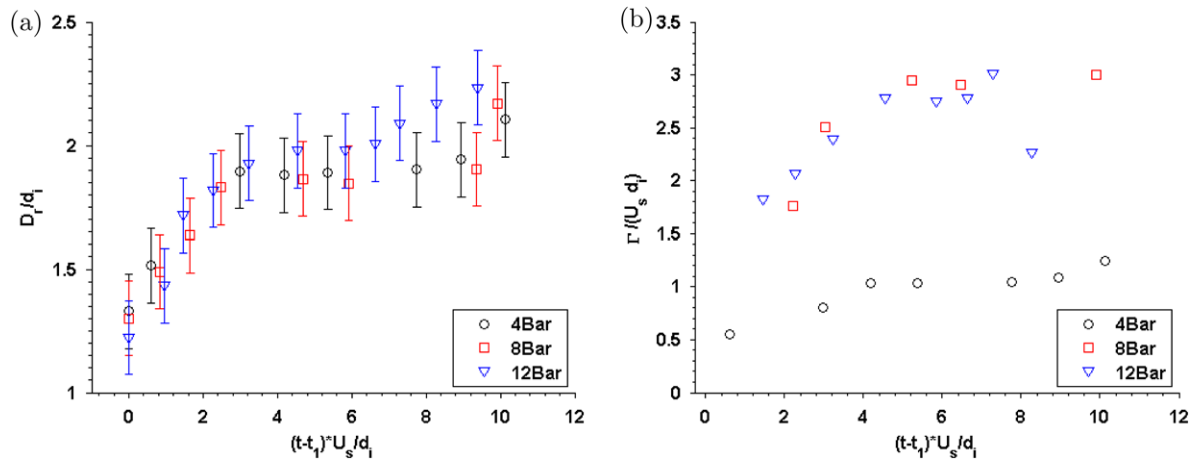 (a)
2.5
2
1.5
1
D_r/d_i
0 2 4 6 8 10 12
(t-t_1)*U_s/d_i
4Bar
8Bar
12Bar
(b)
3.5
3
2.5
2
1.5
1
0.5
0
Γ/(U_s d_i)
0 2 4 6 8 10 12
(t-t_1)*U_s/d_i
4Bar
8Bar
12Bar